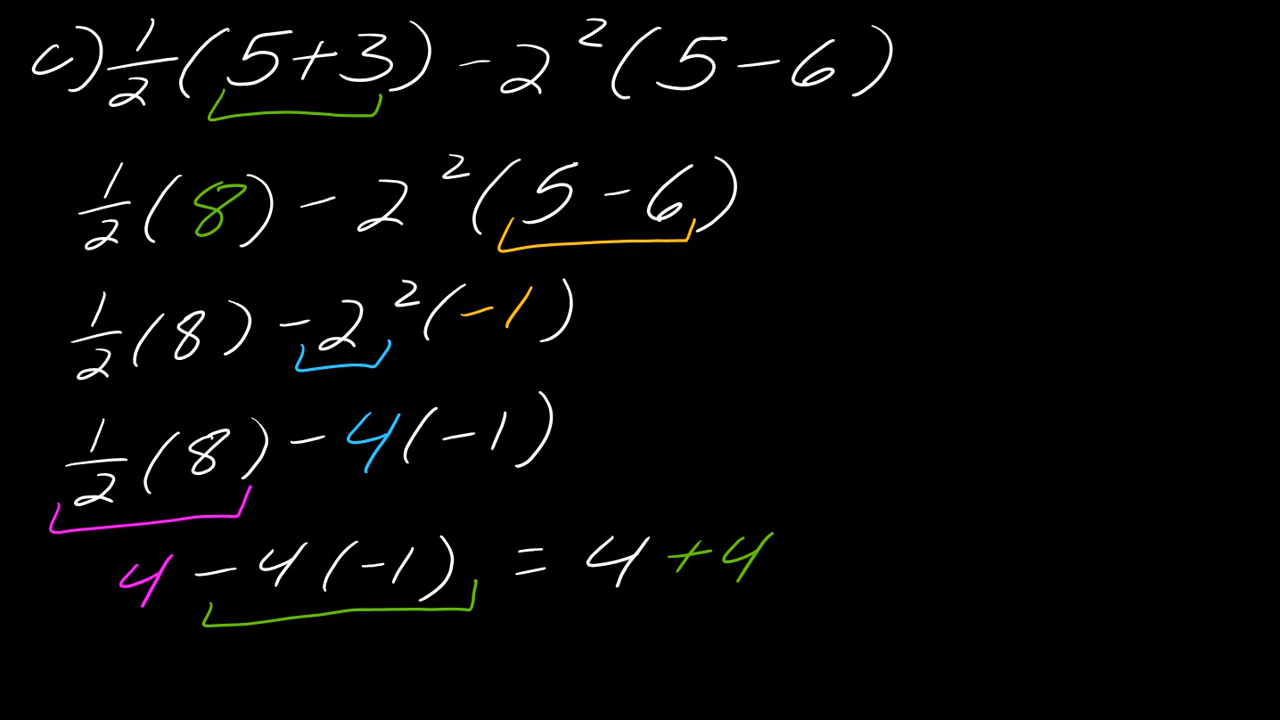 c) 1/2 (5+3) - 2² (5-6)
1/2 (8) - 2² (5-6)
1/2 (8) - 2² (-1)
1/2 (8) - 4 (-1)
4 - 4 (-1) = 4 + 4